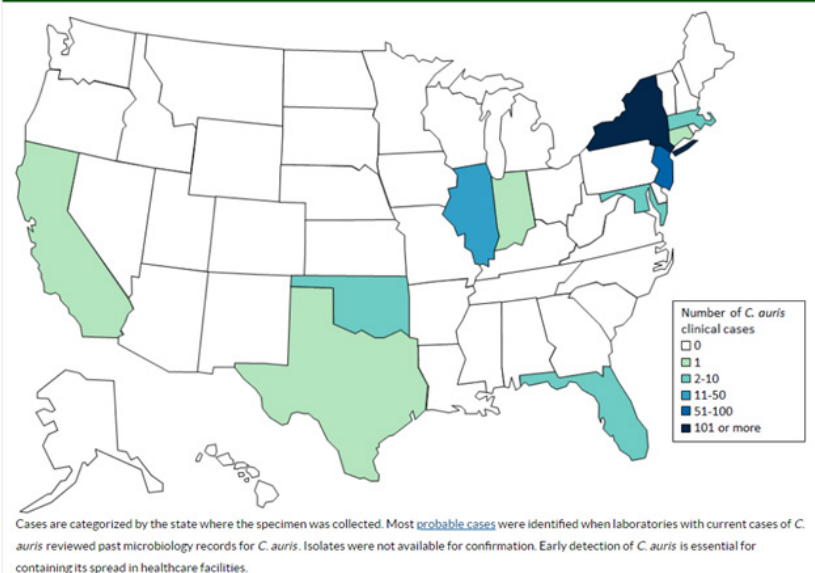 Number of C. auris
clinical cases
0
1
2-10
11-50
51-100
101 or more
Cases are categorized by the state where the specimen was collected. Most probable cases were identified when laboratories with current cases of C.
auris reviewed past microbiology records for C. auris. Isolates were not available for confirmation. Early detection of C. auris is essential for
containing its spread in healthcare facilities.